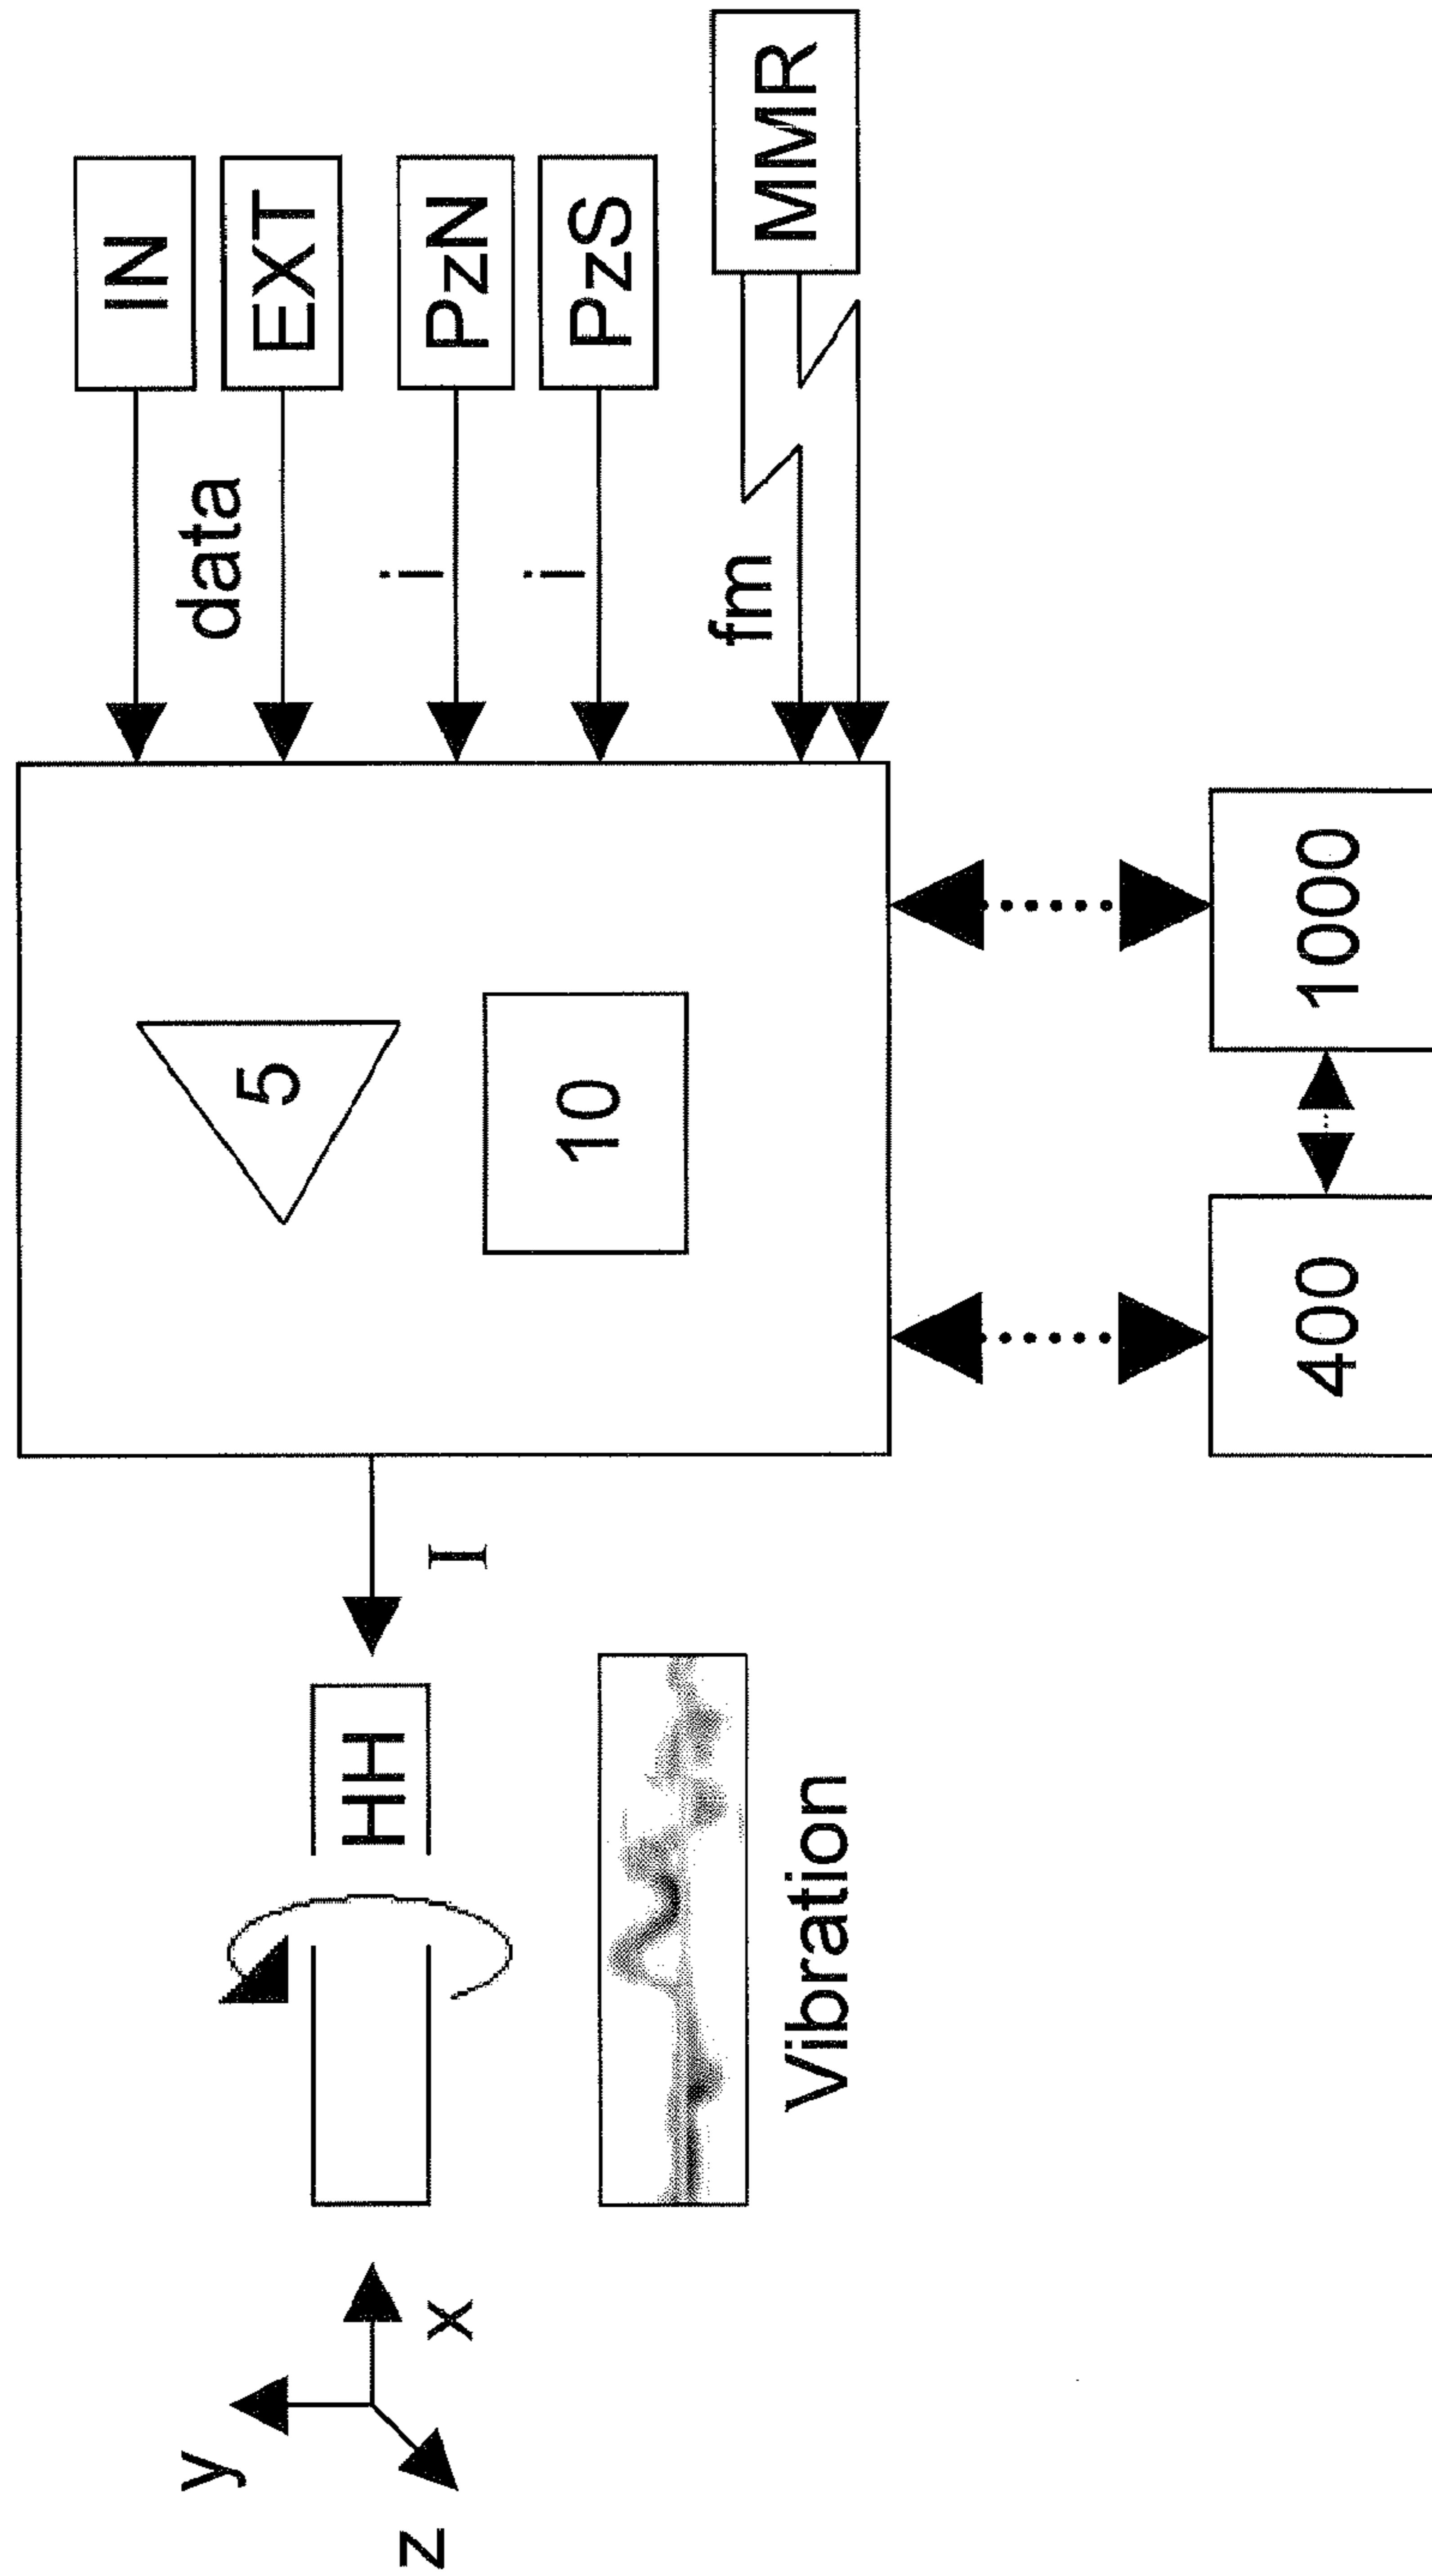 IN
data
EXT
i
PzN
i
PzS
fm
MMR
5
10
1000
400
I
HH
Vibration
y
x
z